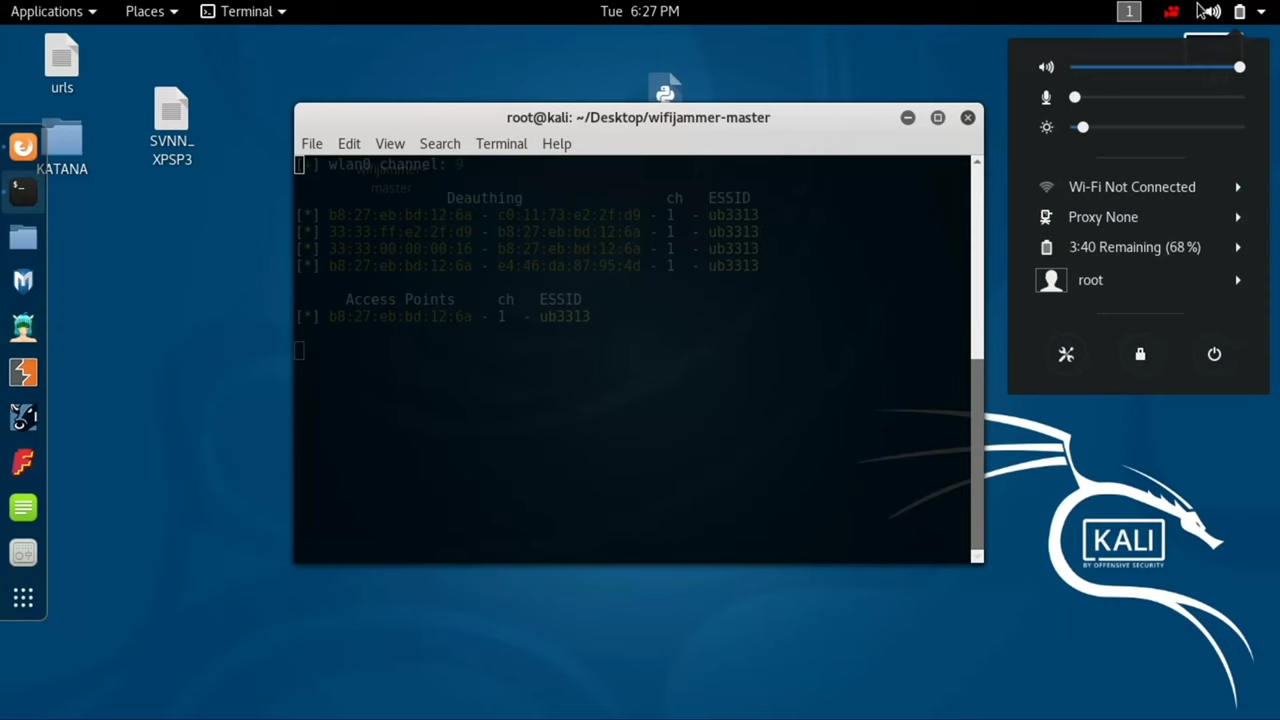 Applications Places Terminal Tue 6:27 PM 1
urls
SVNN_
XPSP3
KATANA
root@kali: ~/Desktop/wifijammer-master
File Edit View Search Terminal Help
[+] wlan0 channel: 9
wifijammer-
master
Deauthing ch ESSID
[*] b8:27:eb:bd:12:6a - c0:11:73:e2:2f:d9 - 1 - ub3313
[*] 33:33:ff:e2:2f:d9 - b8:27:eb:bd:12:6a - 1 - ub3313
[*] 33:33:00:00:00:16 - b8:27:eb:bd:12:6a - 1 - ub3313
[*] b8:27:eb:bd:12:6a - e4:46:da:87:95:4d - 1 - ub3313
Access Points ch ESSID
[*] b8:27:eb:bd:12:6a - 1 - ub3313
Wi-Fi Not Connected
Proxy None
3:40 Remaining (68 %)
root
KALI
BY OFFENSIVE SECURITY